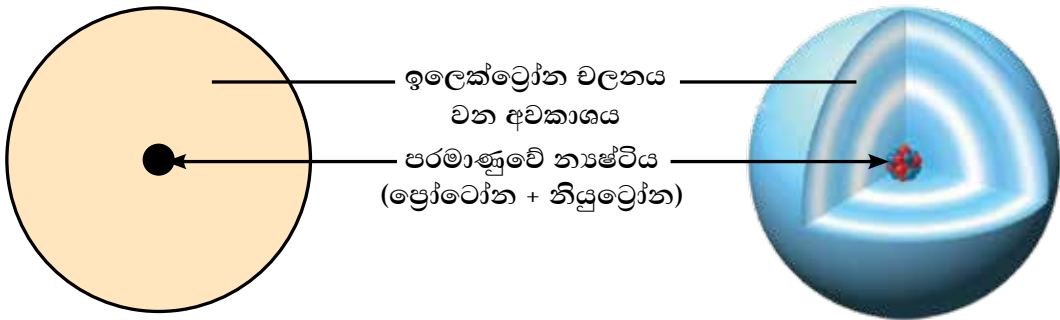 ඉලෙක්ට්‍රෝන චලනය
වන අවකාශය
පරමාණුවේ න්‍යෂ්ටිය
(ප්‍රෝටෝන + නියුට්‍රෝන)